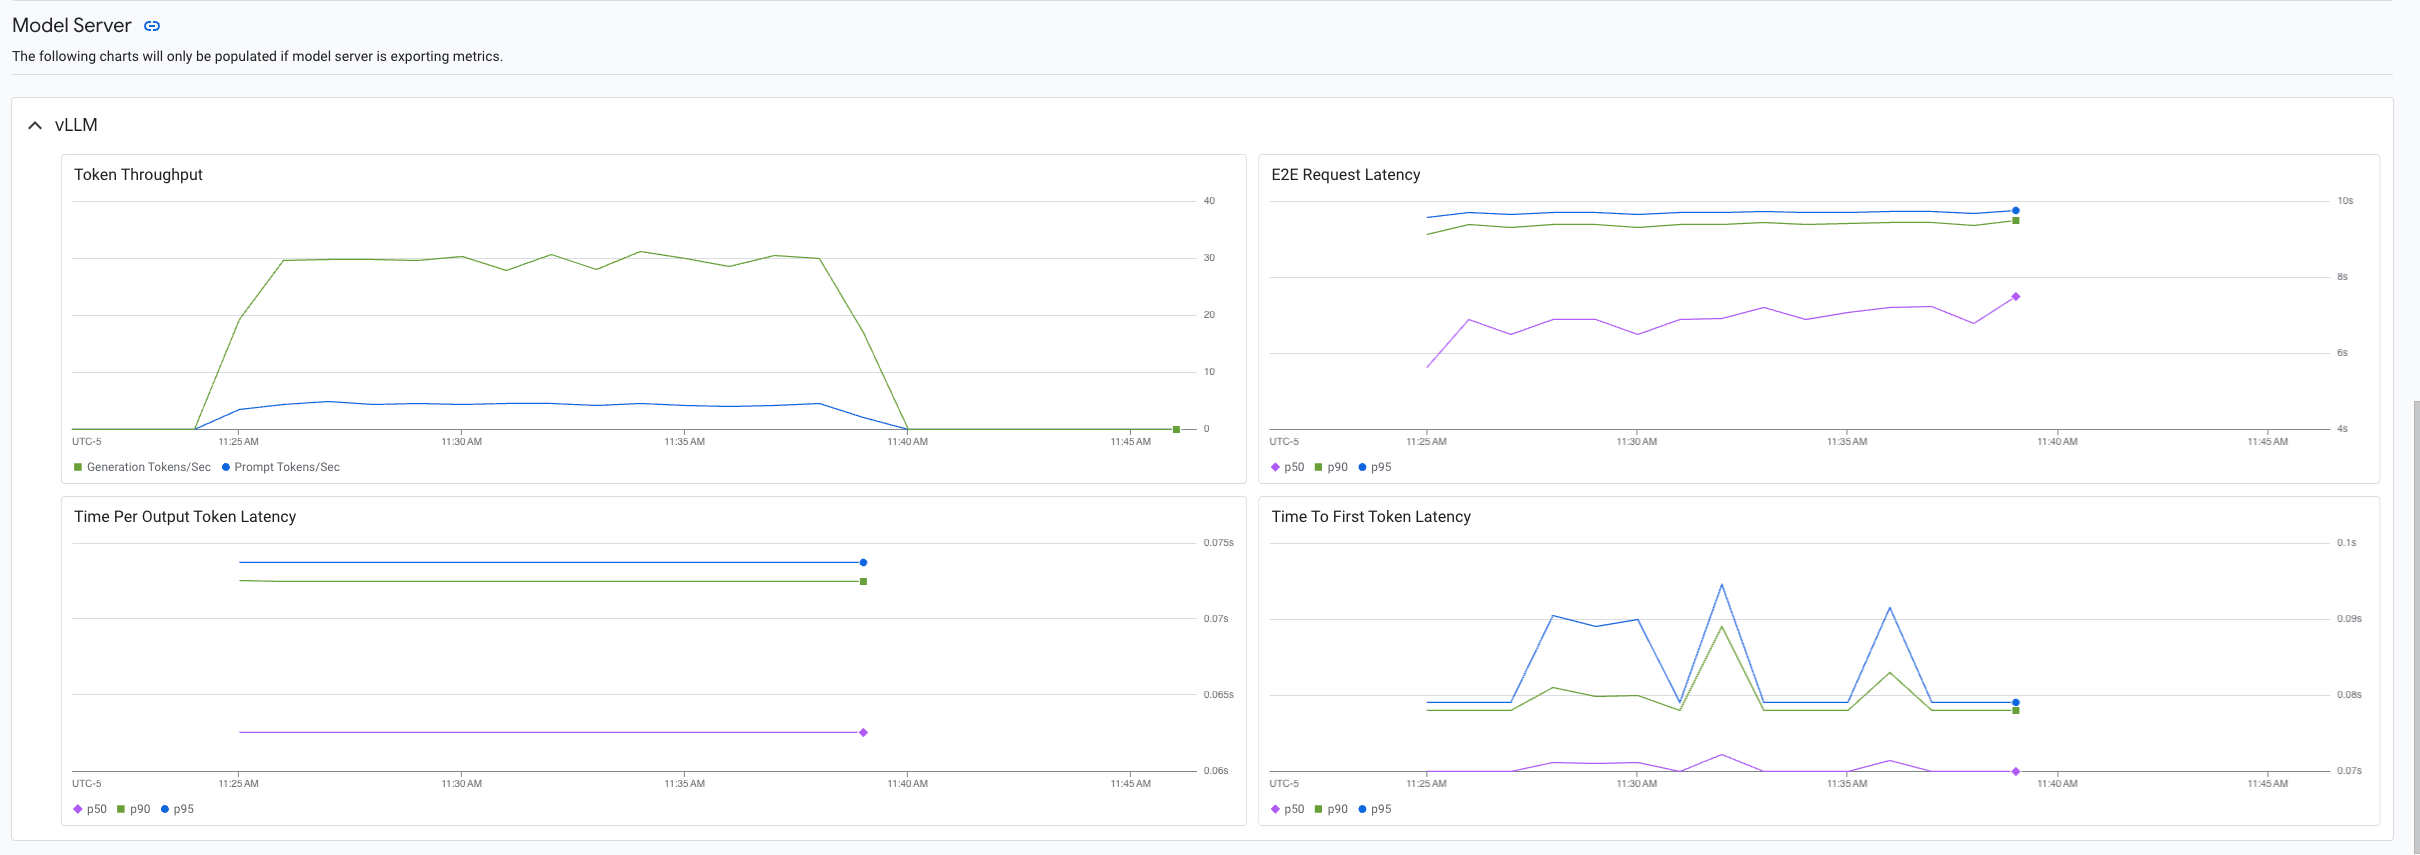 Model Server
The following charts will only be populated if model server is exporting metrics.
vLLM
Token Throughput
40
30
20
10
0
UTC-5 11:25 AM 11:30 AM 11:35 AM 11:40 AM 11:45 AM
Generation Tokens/Sec Prompt Tokens/Sec
E2E Request Latency
10s
8s
6s
4s
UTC-5 11:25 AM 11:30 AM 11:35 AM 11:40 AM 11:45 AM
p50 p90 p95
Time Per Output Token Latency
0.075s
0.07s
0.065s
0.06s
UTC-5 11:25 AM 11:30 AM 11:35 AM 11:40 AM 11:45 AM
p50 p90 p95
Time To First Token Latency
0.1s
0.09s
0.08s
0.07s
UTC-5 11:25 AM 11:30 AM 11:35 AM 11:40 AM 11:45 AM
p50 p90 p95